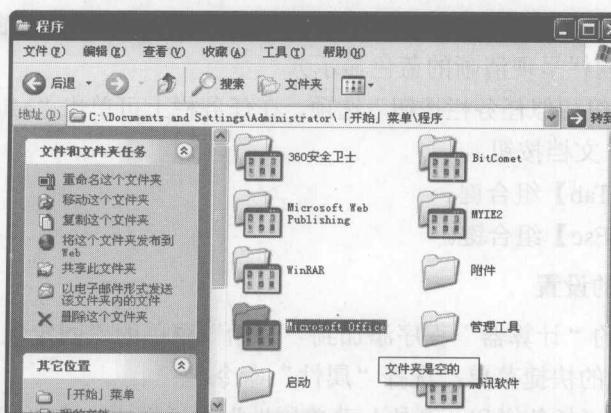 程序
文件(F) 编辑(E) 查看(V) 收藏(A) 工具(T) 帮助(H)
后退 搜索 文件夹
地址(D) C:\Documents and Settings\Administrator\「开始」菜单\程序 转到
文件和文件夹任务
重命名这个文件夹
移动这个文件夹
复制这个文件夹
将这个文件夹发布到
Web
共享此文件夹
以电子邮件形式发送
该文件夹内的文件
删除这个文件夹
其它位置
「开始」菜单
360安全卫士
BitComet
Microsoft Web
Publishing
MYIE2
WinRAR
附件
Microsoft Office
管理工具
启动
文件夹是空的
腾讯软件